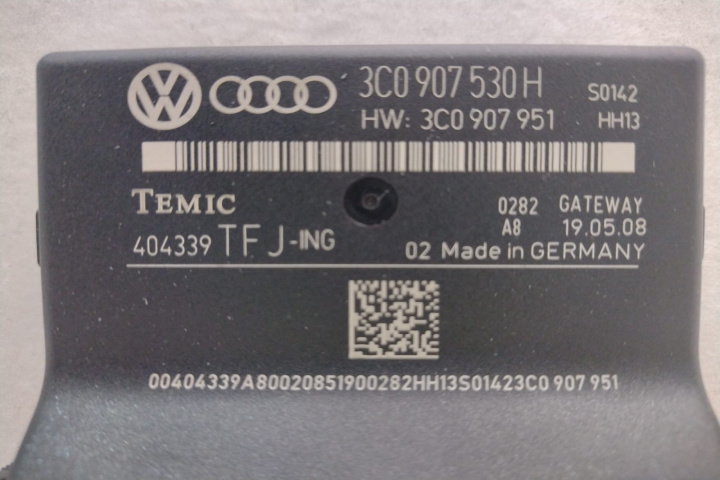 3C0 907 530 H S0142
HW: 3C0 907 951 HH13
TEMIC 0282 GATEWAY
A8 19.05.08
404339 TFJ-ING 02 Made in GERMANY
00404339A80020851900282HH13S01423C0 907 951